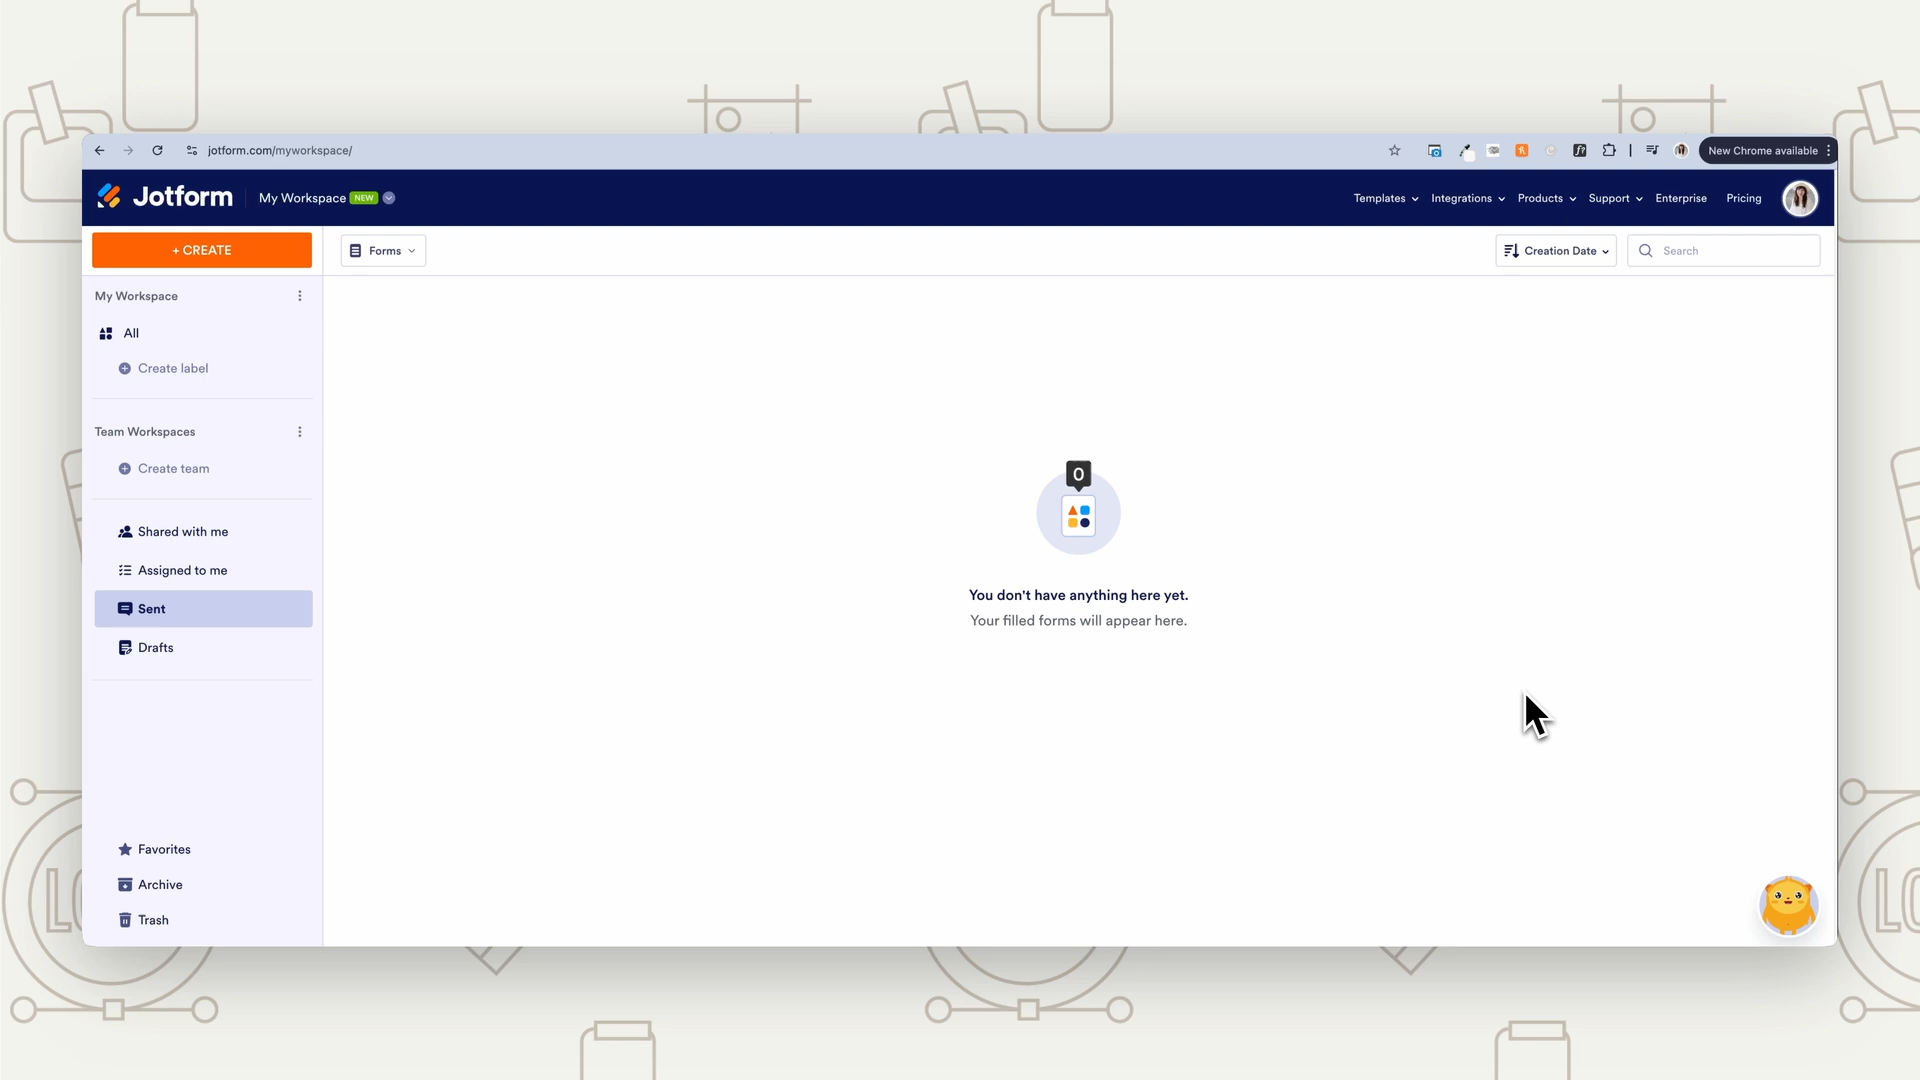 jotform.com/myworkspace/
New Chrome available
Jotform
My Workspace NEW
Templates
Integrations
Products
Support
Enterprise
Pricing
+ CREATE
Forms
Creation Date
Search
My Workspace
All
Create label
Team Workspaces
Create team
Shared with me
Assigned to me
Sent
Drafts
Favorites
Archive
Trash
0
You don't have anything here yet.
Your filled forms will appear here.
LO
LO